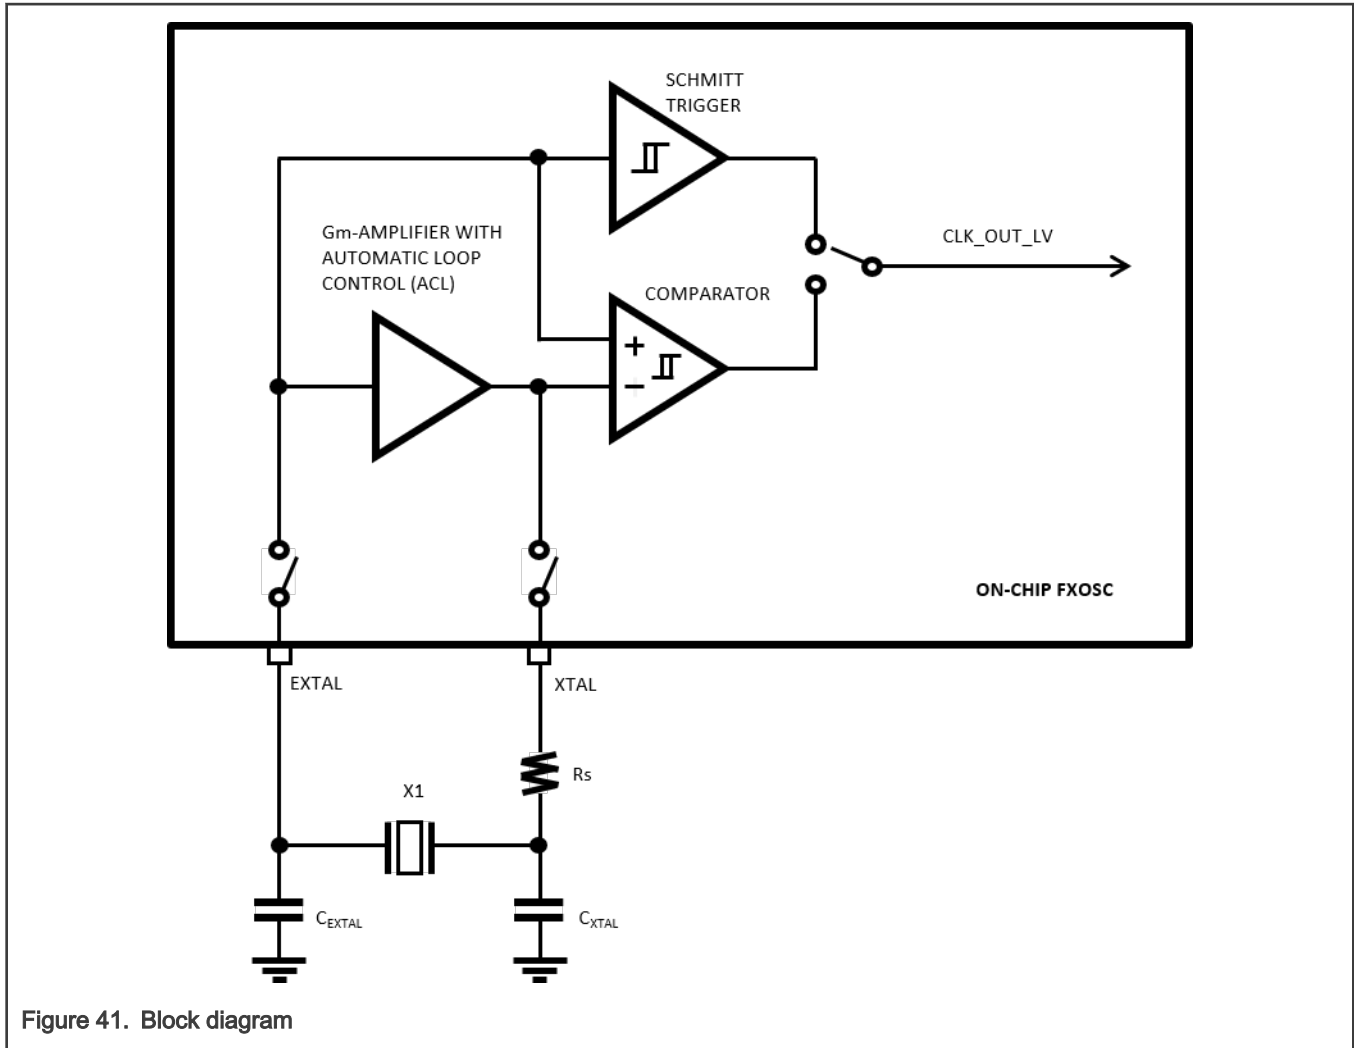 SCHMITT
TRIGGER
Gm-AMPLIFIER WITH
AUTOMATIC LOOP
CONTROL (ACL)
CLK_OUT_LV
COMPARATOR
+
−
ON-CHIP FXOSC
EXTAL
XTAL
Rs
X1
CEXTAL
CXTAL
Figure 41. Block diagram